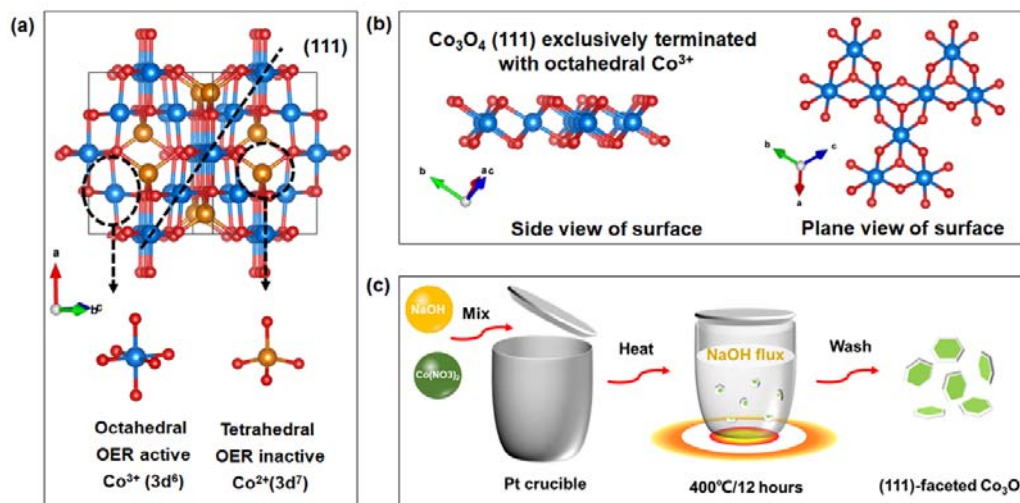 (a)
(111)
a
b
c
Octahedral
OER active
Co³⁺ (3d⁶)
Tetrahedral
OER inactive
Co²⁺(3d⁷)
(b)
Co₃O₄ (111) exclusively terminated
with octahedral Co³⁺
b
a
c
Side view of surface
b
c
a
Plane view of surface
(c)
NaOH
Mix
Co(NO3)₂
Pt crucible
Heat
NaOH flux
400℃/12 hours
Wash
(111)-faceted Co₃O